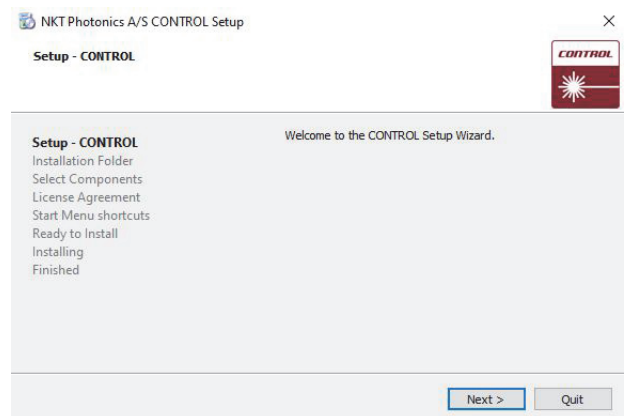 NKT Photonics A/S CONTROL Setup
Setup - CONTROL
CONTROL
Setup - CONTROL
Installation Folder
Select Components
License Agreement
Start Menu shortcuts
Ready to Install
Installing
Finished
Welcome to the CONTROL Setup Wizard.
Next >
Quit